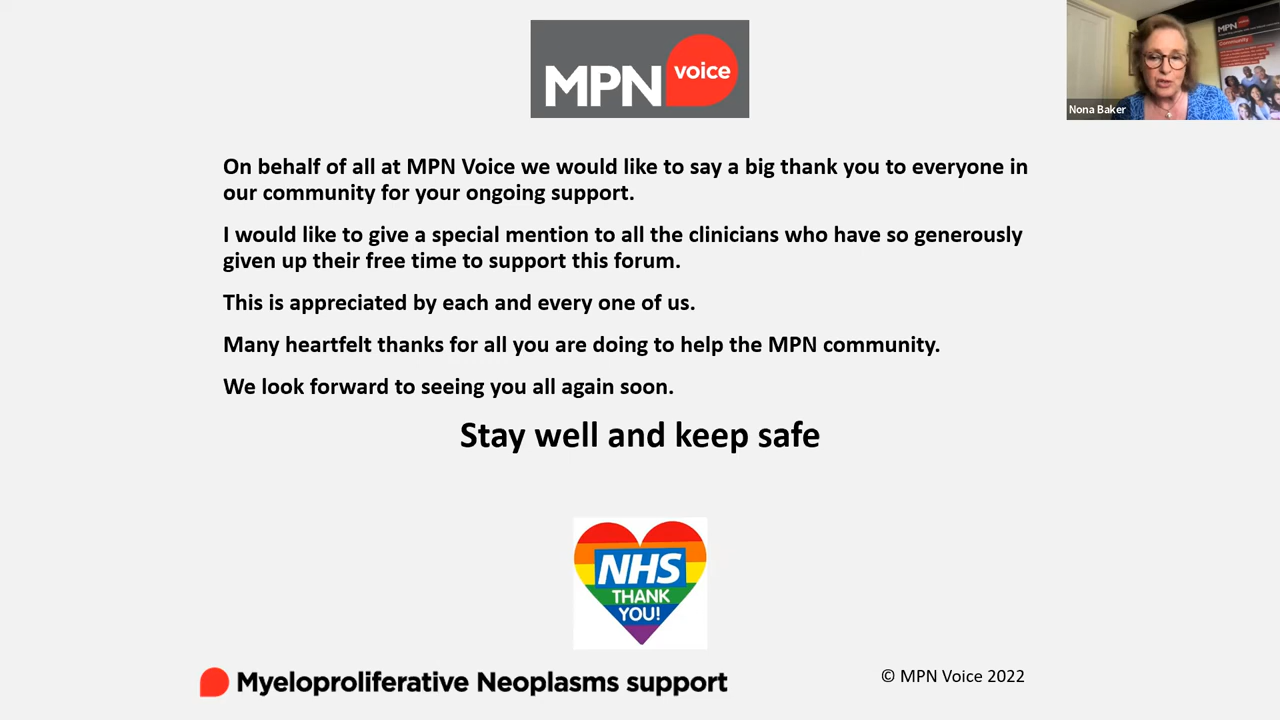 MPN voice
MPN voice
Community
Nona Baker
On behalf of all at MPN Voice we would like to say a big thank you to everyone in
our community for your ongoing support.
I would like to give a special mention to all the clinicians who have so generously
given up their free time to support this forum.
This is appreciated by each and every one of us.
Many heartfelt thanks for all you are doing to help the MPN community.
We look forward to seeing you all again soon.
Stay well and keep safe
NHS
THANK
YOU!
Myeloproliferative Neoplasms support
© MPN Voice 2022